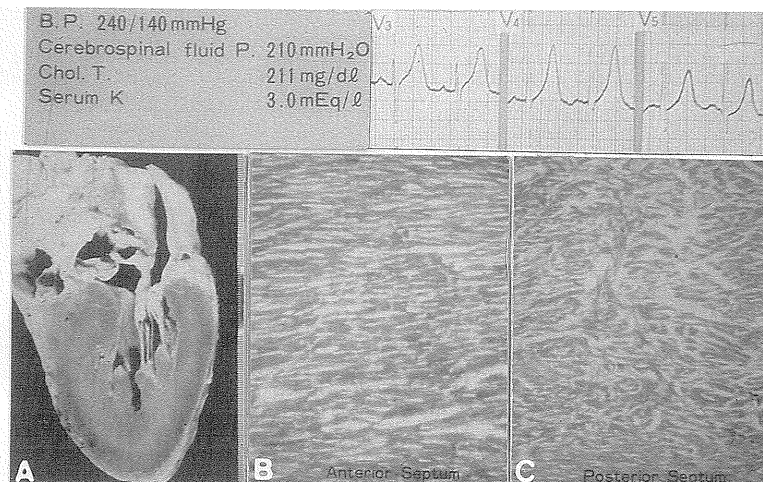 B.P. 240/140 mmHg
Cerebrospinal fluid P. 210 mmH₂O
Chol. T. 211 mg/dℓ
Serum K 3.0 mEq/ℓ
V₃ V₄ V₅
A
B Anterior Septum
C Posterior Septum